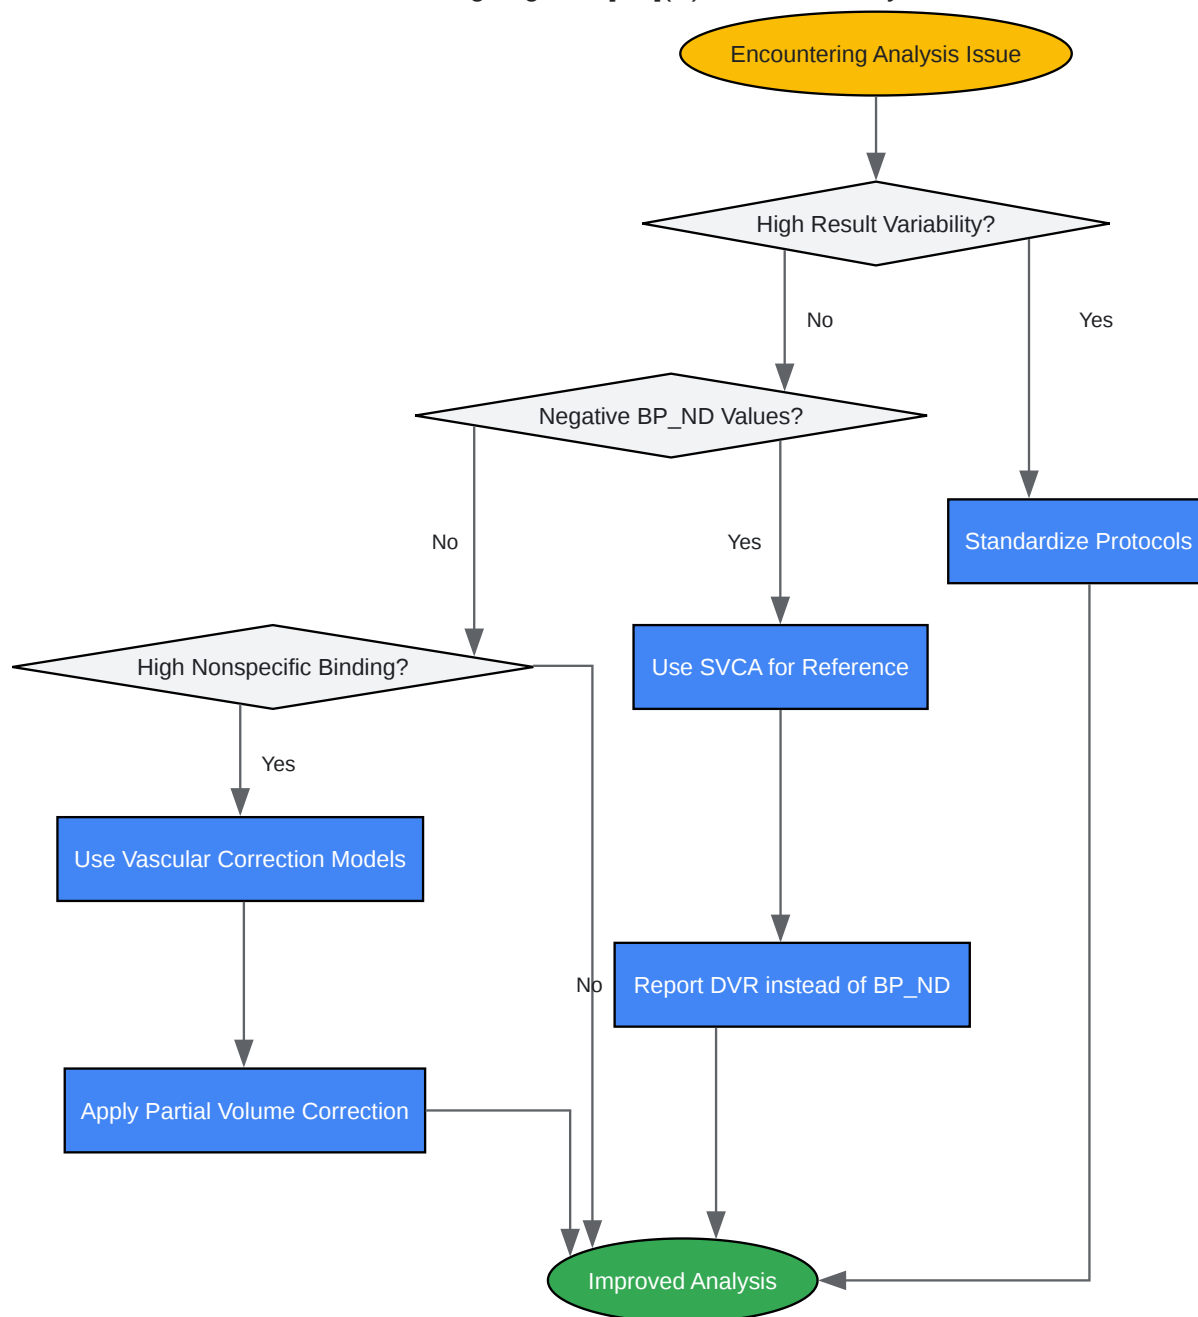 Encountering Analysis Issue
High Result Variability?
No
Yes
Negative BP_ND Values?
No
Yes
Standardize Protocols
High Nonspecific Binding?
Use SVCA for Reference
Yes
Use Vascular Correction Models
No
Report DVR instead of BP_ND
Apply Partial Volume Correction
Improved Analysis